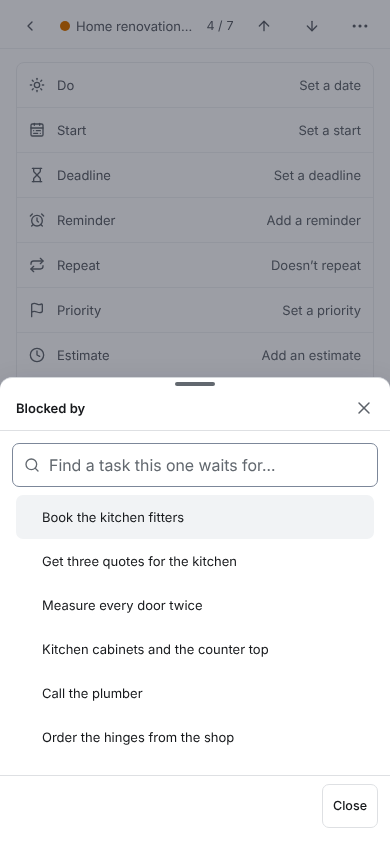 Home renovation... 4 / 7
Do Set a date
Start Set a start
Deadline Set a deadline
Reminder Add a reminder
Repeat Doesn't repeat
Priority Set a priority
Estimate Add an estimate
Blocked by
Find a task this one waits for...
Book the kitchen fitters
Get three quotes for the kitchen
Measure every door twice
Kitchen cabinets and the counter top
Call the plumber
Order the hinges from the shop
Close